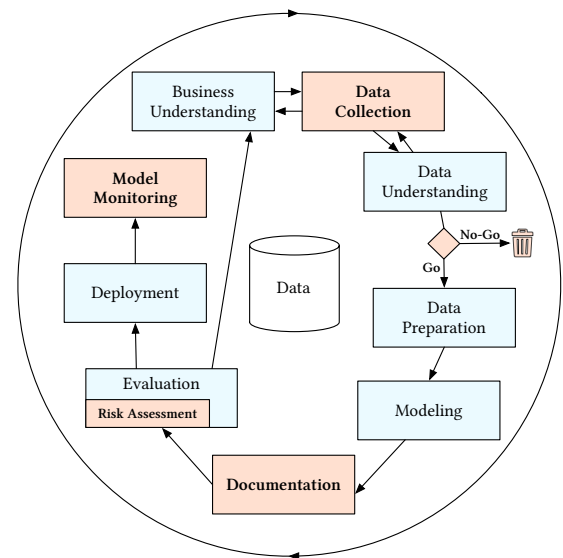 Business
Understanding
Data
Collection
Data
Understanding
No-Go
Go
Data
Preparation
Modeling
Documentation
Evaluation
Risk Assessment
Deployment
Model
Monitoring
Data